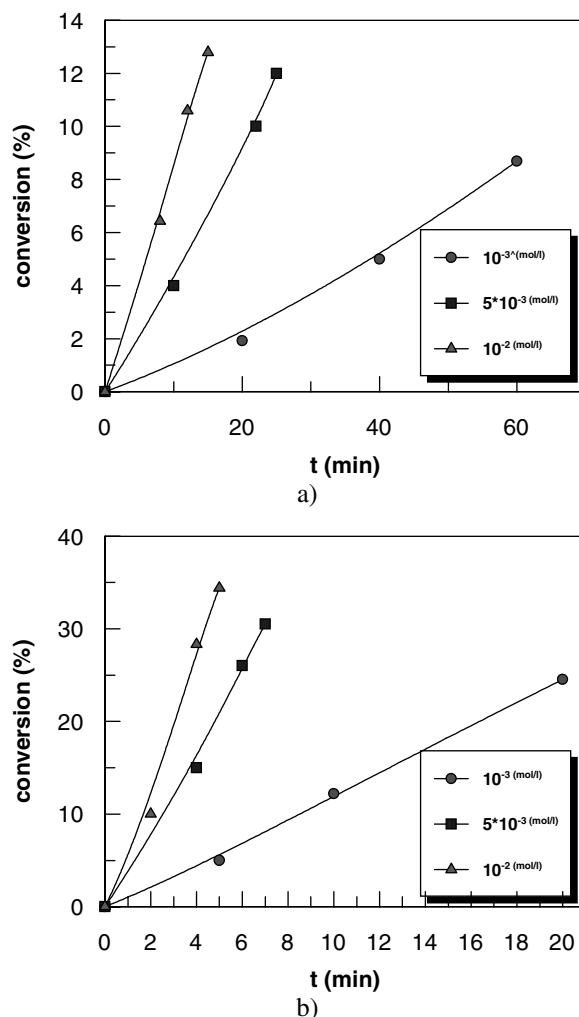 14
12
10
8
6
4
2
0
conversion (%)
10^-3^(mol/l)
5*10^-3 (mol/l)
10^-2 (mol/l)
0 20 40 60
t (min)
a)
40
30
20
10
0
conversion (%)
10^-3 (mol/l)
5*10^-3 (mol/l)
10^-2 (mol/l)
0 2 4 6 8 10 12 14 16 18 20
t (min)
b)